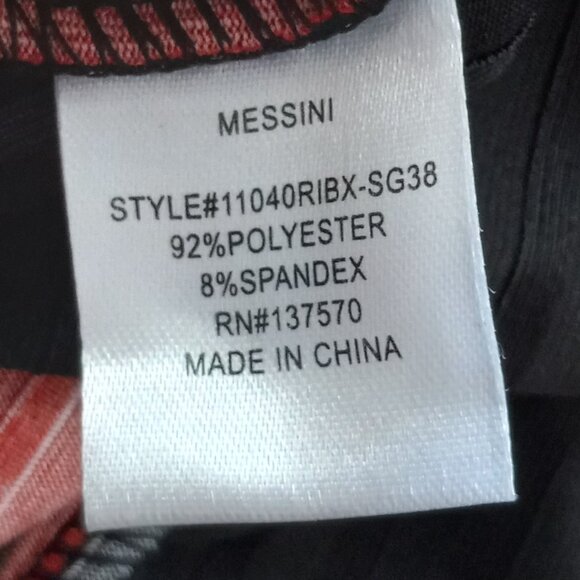 MESSINI
STYLE#11040RIBX-SG38
92%POLYESTER
8%SPANDEX
RN#137570
MADE IN CHINA